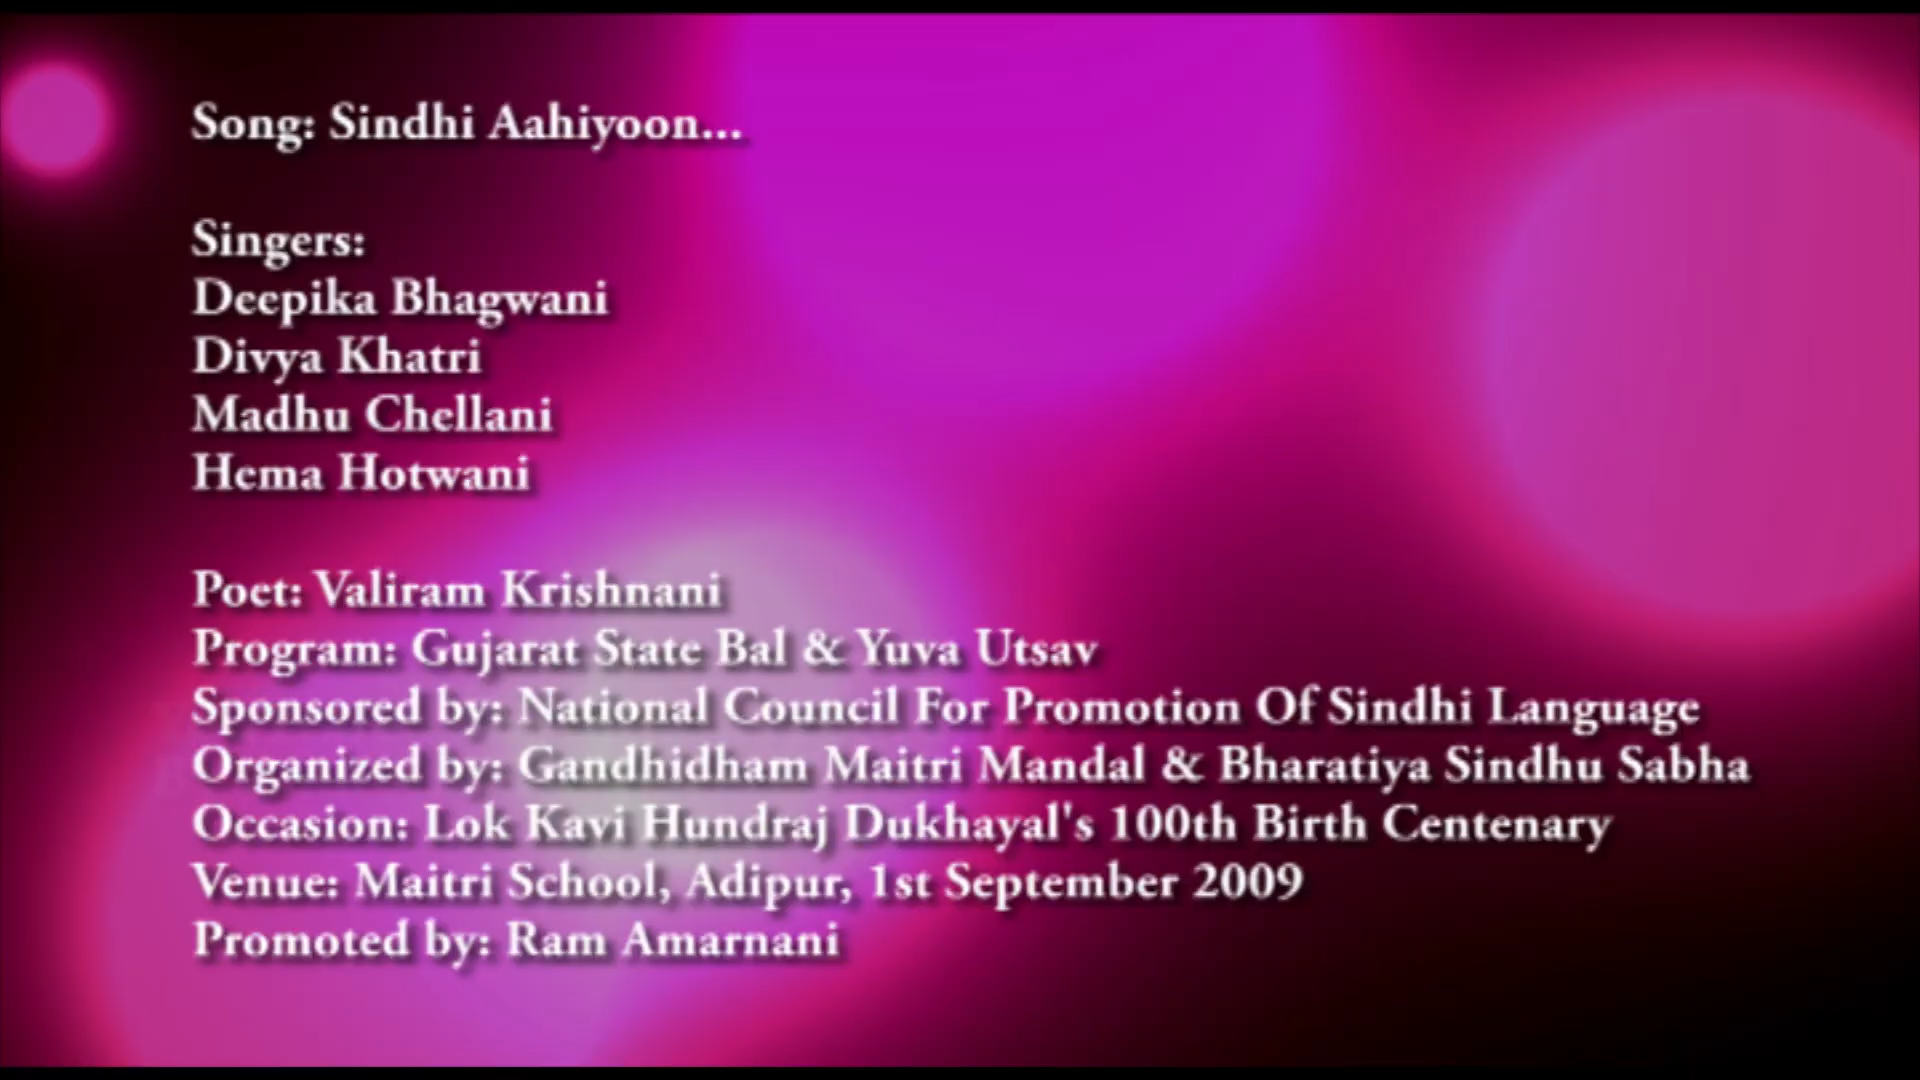 Song: Sindhi Aahiyoon...
Singers:
Deepika Bhagwani
Divya Khatri
Madhu Chellani
Hema Hotwani
Poet: Valiram Krishnani
Program: Gujarat State Bal & Yuva Utsav
Sponsored by: National Council For Promotion Of Sindhi Language
Organized by: Gandhidham Maitri Mandal & Bharatiya Sindhu Sabha
Occasion: Lok Kavi Hundraj Dukhayal's 100th Birth Centenary
Venue: Maitri School, Adipur, 1st September 2009
Promoted by: Ram Amarnani